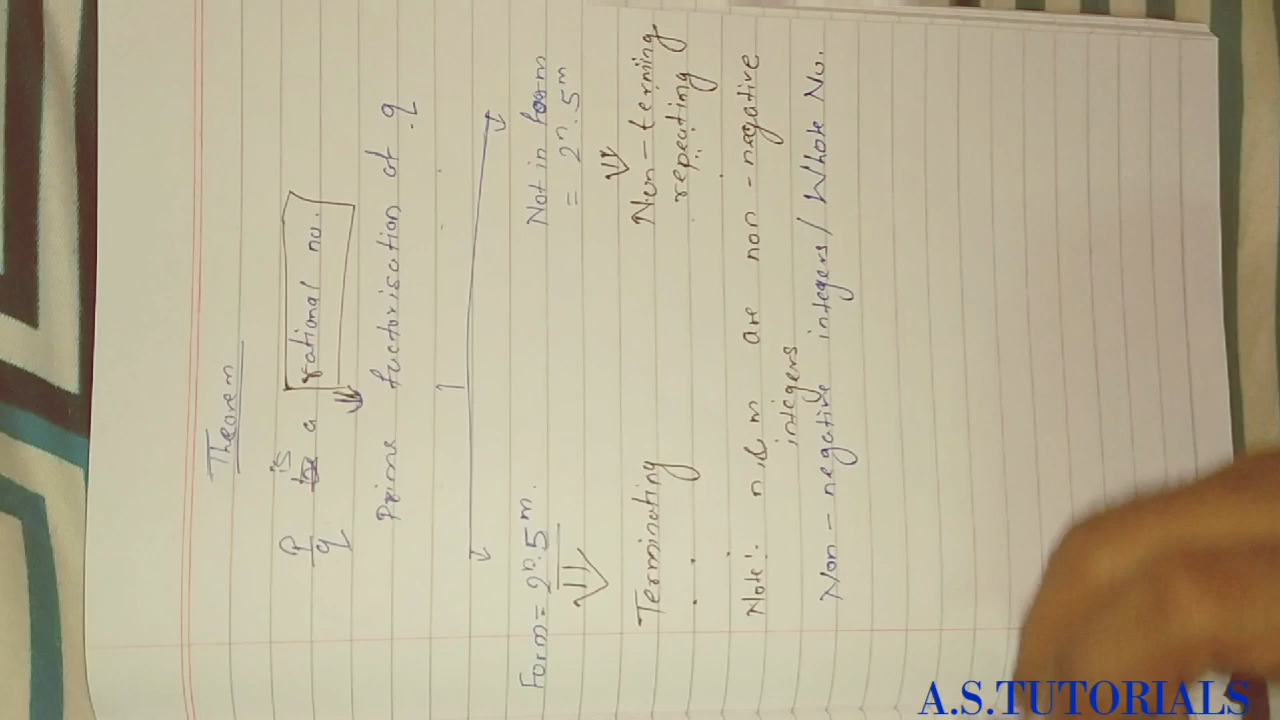 Theorem
P/q is a rational no.
Prime factorisation of q
Form = 2ⁿ. 5ᵐ. Not in form
= 2ⁿ. 5ᵐ
Terminating Non-terming
repeating
Note: n, & m are non-negative
integers
Non-negative integers/Whole No.
A.S.TUTORIALS